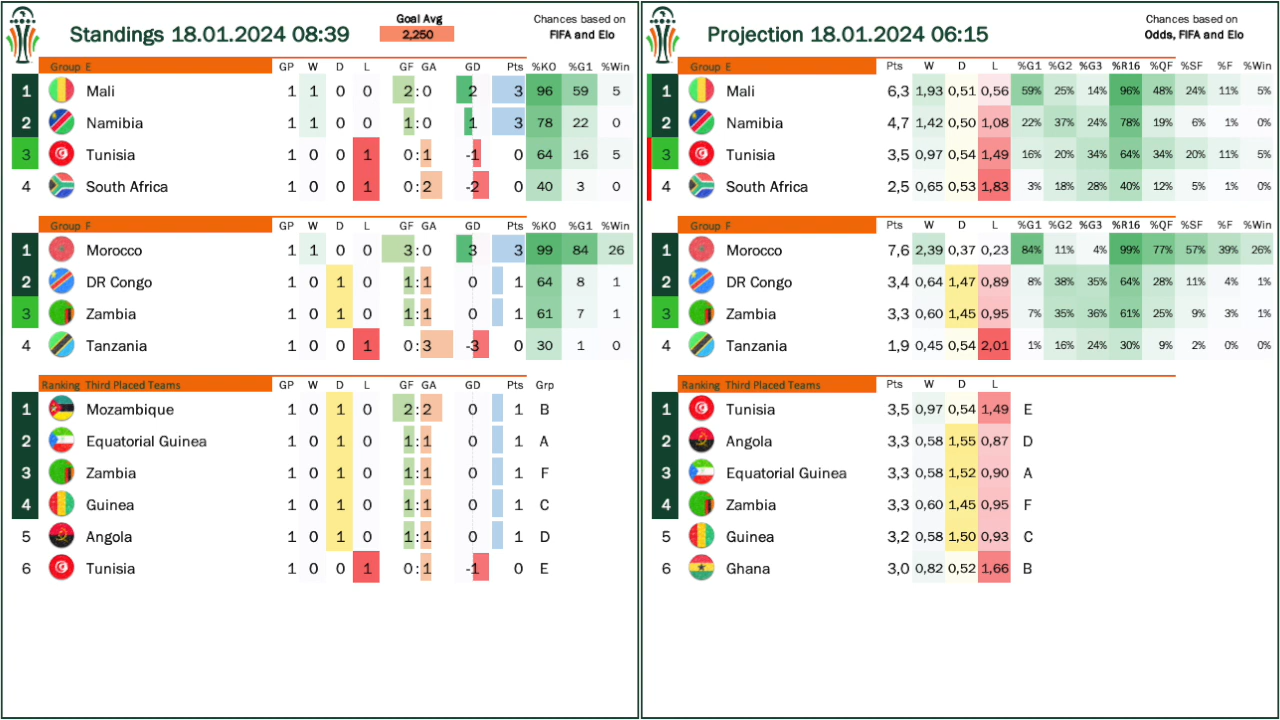 Standings 18.01.2024 08:39
Goal Avg
2,250
Chances based on
FIFA and Elo
Group E GP W D L GF GA GD Pts %KO %G1 %Win
1 Mali 1 1 0 0 2:0 2 3 96 59 5
2 Namibia 1 1 0 0 1:0 1 3 78 22 0
3 Tunisia 1 0 0 1 0:1 -1 0 64 16 5
4 South Africa 1 0 0 1 0:2 -2 0 40 3 0
Group F GP W D L GF GA GD Pts %KO %G1 %Win
1 Morocco 1 1 0 0 3:0 3 3 99 84 26
2 DR Congo 1 0 1 0 1:1 0 1 64 8 1
3 Zambia 1 0 1 0 1:1 0 1 61 7 1
4 Tanzania 1 0 0 1 0:3 -3 0 30 1 0
Ranking Third Placed Teams GP W D L GF GA GD Pts Grp
1 Mozambique 1 0 1 0 2:2 0 1 B
2 Equatorial Guinea 1 0 1 0 1:1 0 1 A
3 Zambia 1 0 1 0 1:1 0 1 F
4 Guinea 1 0 1 0 1:1 0 1 C
5 Angola 1 0 1 0 1:1 0 1 D
6 Tunisia 1 0 0 1 0:1 -1 0 E
Projection 18.01.2024 06:15
Chances based on
Odds, FIFA and Elo
Group E Pts W D L %G1 %G2 %G3 %R16 %QF %SF %F %Win
1 Mali 6,3 1,93 0,51 0,56 59% 25% 14% 96% 48% 24% 11% 5%
2 Namibia 4,7 1,42 0,50 1,08 22% 37% 24% 78% 19% 6% 1% 0%
3 Tunisia 3,5 0,97 0,54 1,49 16% 20% 34% 64% 34% 20% 11% 5%
4 South Africa 2,5 0,65 0,53 1,83 3% 18% 28% 40% 12% 5% 1% 0%
Group F Pts W D L %G1 %G2 %G3 %R16 %QF %SF %F %Win
1 Morocco 7,6 2,39 0,37 0,23 84% 11% 4% 99% 77% 57% 39% 26%
2 DR Congo 3,4 0,64 1,47 0,89 8% 38% 35% 64% 28% 11% 4% 1%
3 Zambia 3,3 0,60 1,45 0,95 7% 35% 36% 61% 25% 9% 3% 1%
4 Tanzania 1,9 0,45 0,54 2,01 1% 16% 24% 30% 9% 2% 0% 0%
Ranking Third Placed Teams Pts W D L
1 Tunisia 3,5 0,97 0,54 1,49 E
2 Angola 3,3 0,58 1,55 0,87 D
3 Equatorial Guinea 3,3 0,58 1,52 0,90 A
4 Zambia 3,3 0,60 1,45 0,95 F
5 Guinea 3,2 0,58 1,50 0,93 C
6 Ghana 3,0 0,82 0,52 1,66 B